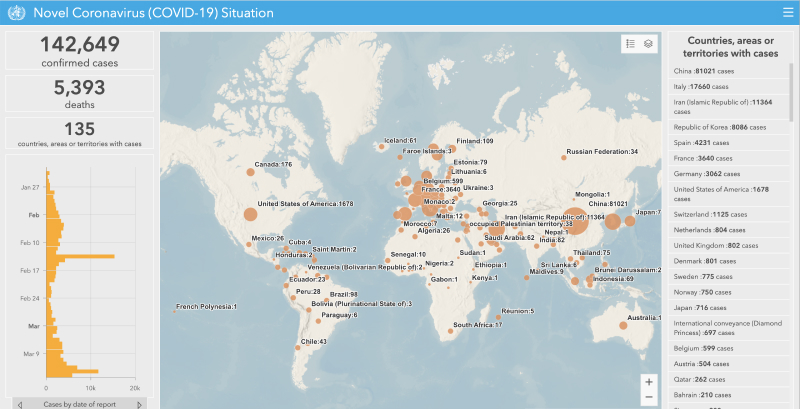 Novel Coronavirus (COVID-19) Situation
142,649
confirmed cases
5,393
deaths
135
countries, areas or territories with cases
Jan 27
Feb
Feb 10
Feb 17
Feb 24
Mar
Mar 9
0
10k
20k
Cases by date of report
Iceland:61
Finland:109
Faroe Islands:3
Russian Federation:34
Canada:176
Estonia:79
Lithuania:6
Belgium:599
Ukraine:3
France:3640
Mongolia:1
United States of America:1678
Monaco:2
Georgia:25
China:81021
Malta:12
Iran (Islamic Republic of):11364
Japan:7
Morocco:7
occupied Palestinian territory:38
Algeria:26
Nepal:1
Mexico:26
Saudi Arabia:62
India:82
Cuba:4
Saint Martin:2
Honduras:2
Senegal:10
Sudan:1
Thailand:75
Venezuela (Bolivarian Republic of):2
Nigeria:2
Ethiopia:1
Sri Lanka:6
Brunei Darussalam:2
Maldives:9
Ecuador:23
Gabon:1
Kenya:1
Indonesia:69
Peru:28
Brazil:98
French Polynesia:1
Bolivia (Plurinational State of):3
Réunion:5
Paraguay:6
Australia:1
South Africa:17
Chile:43
+
−
Countries, areas or
territories with cases
China :81021 cases
Italy :17660 cases
Iran (Islamic Republic of) :11364
cases
Republic of Korea :8086 cases
Spain :4231 cases
France :3640 cases
Germany :3062 cases
United States of America :1678
cases
Switzerland :1125 cases
Netherlands :804 cases
United Kingdom :802 cases
Denmark :801 cases
Sweden :775 cases
Norway :750 cases
Japan :716 cases
International conveyance (Diamond
Princess) :697 cases
Belgium :599 cases
Austria :504 cases
Qatar :262 cases
Bahrain :210 cases